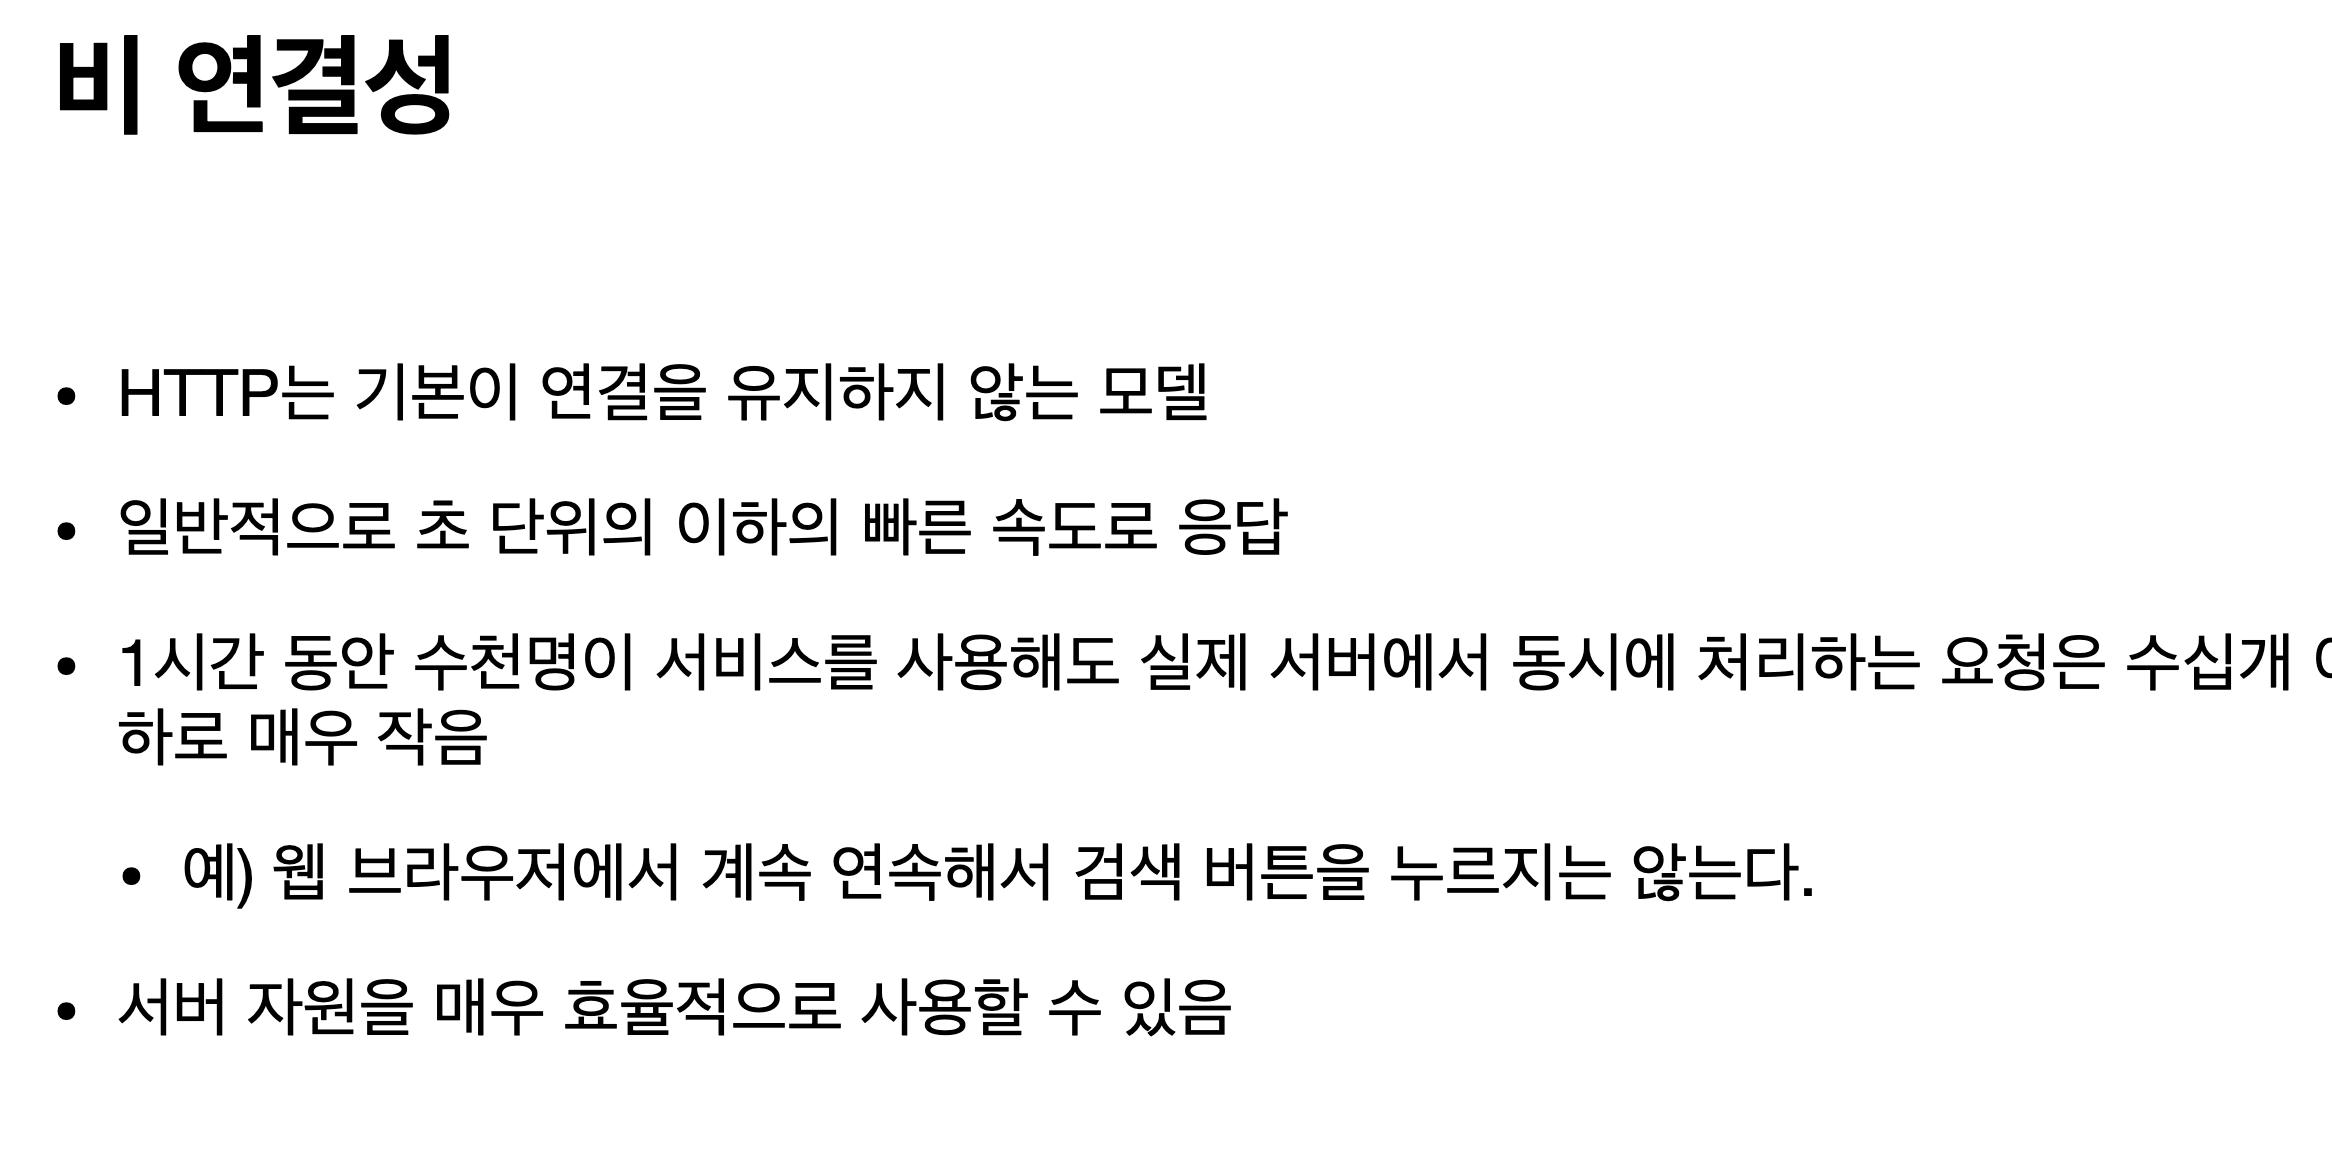 비 연결성
• HTTP는 기본이 연결을 유지하지 않는 모델
• 일반적으로 초 단위의 이하의 빠른 속도로 응답
• 1시간 동안 수천명이 서비스를 사용해도 실제 서버에서 동시에 처리하는 요청은 수십개 이
하로 매우 작음
• 예) 웹 브라우저에서 계속 연속해서 검색 버튼을 누르지는 않는다.
• 서버 자원을 매우 효율적으로 사용할 수 있음